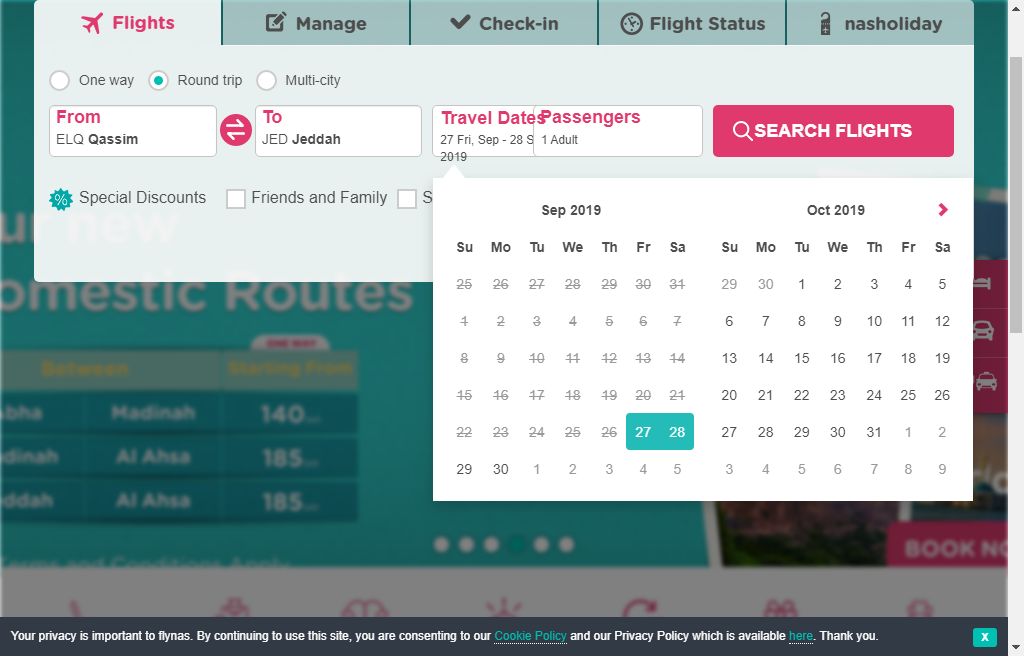 Flights
Manage
Check-in
Flight Status
nasholiday
One way
Round trip
Multi-city
From
ELQ Qassim
To
JED Jeddah
Travel Dates
27 Fri, Sep - 28 S
2019
Passengers
1 Adult
SEARCH FLIGHTS
% Special Discounts
Friends and Family
S
Sep 2019
Su Mo Tu We Th Fr Sa
25 26 27 28 29 30 31
1 2 3 4 5 6 7
8 9 10 11 12 13 14
15 16 17 18 19 20 21
22 23 24 25 26 27 28
29 30 1 2 3 4 5
Oct 2019
Su Mo Tu We Th Fr Sa
29 30 1 2 3 4 5
6 7 8 9 10 11 12
13 14 15 16 17 18 19
20 21 22 23 24 25 26
27 28 29 30 31 1 2
3 4 5 6 7 8 9
ur new
omestic Routes
ONE WAY
Between
Starting From
bha Madinah 140
dinah Al Ahsa 185
ddah Al Ahsa 185
Terms and Conditions Apply
BOOK NO
Your privacy is important to flynas. By continuing to use this site, you are consenting to our Cookie Policy and our Privacy Policy which is available here. Thank you.
X